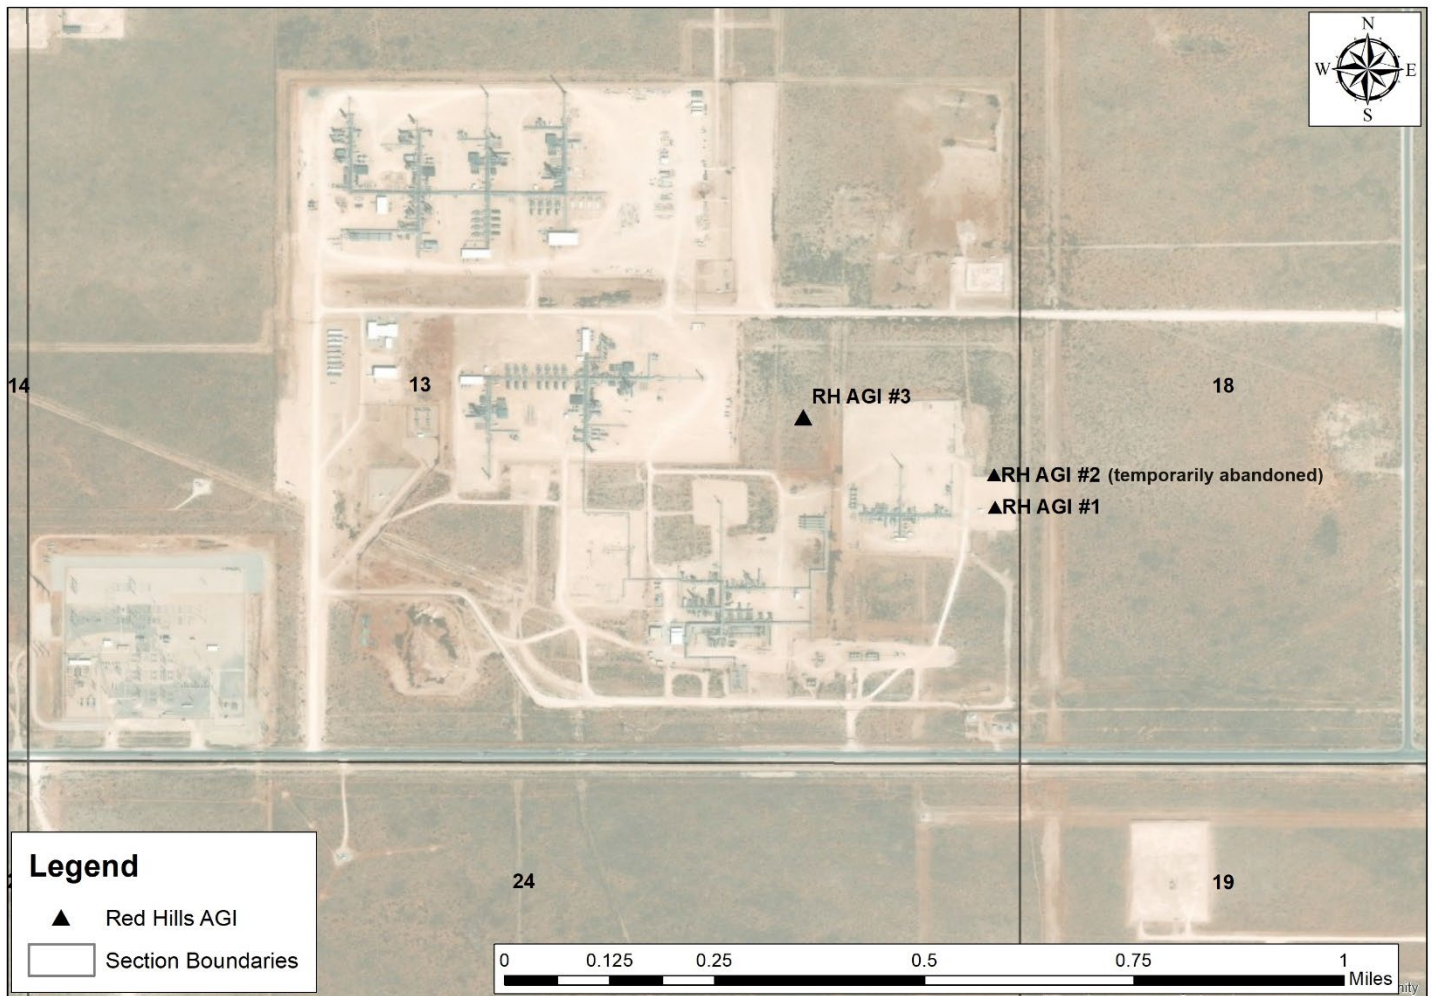 N
W E
S
14
13
18
RH AGI #3
RH AGI #2 (temporarily abandoned)
RH AGI #1
24
19
Legend
Red Hills AGI
Section Boundaries
0 0.125 0.25 0.5 0.75 1
Miles